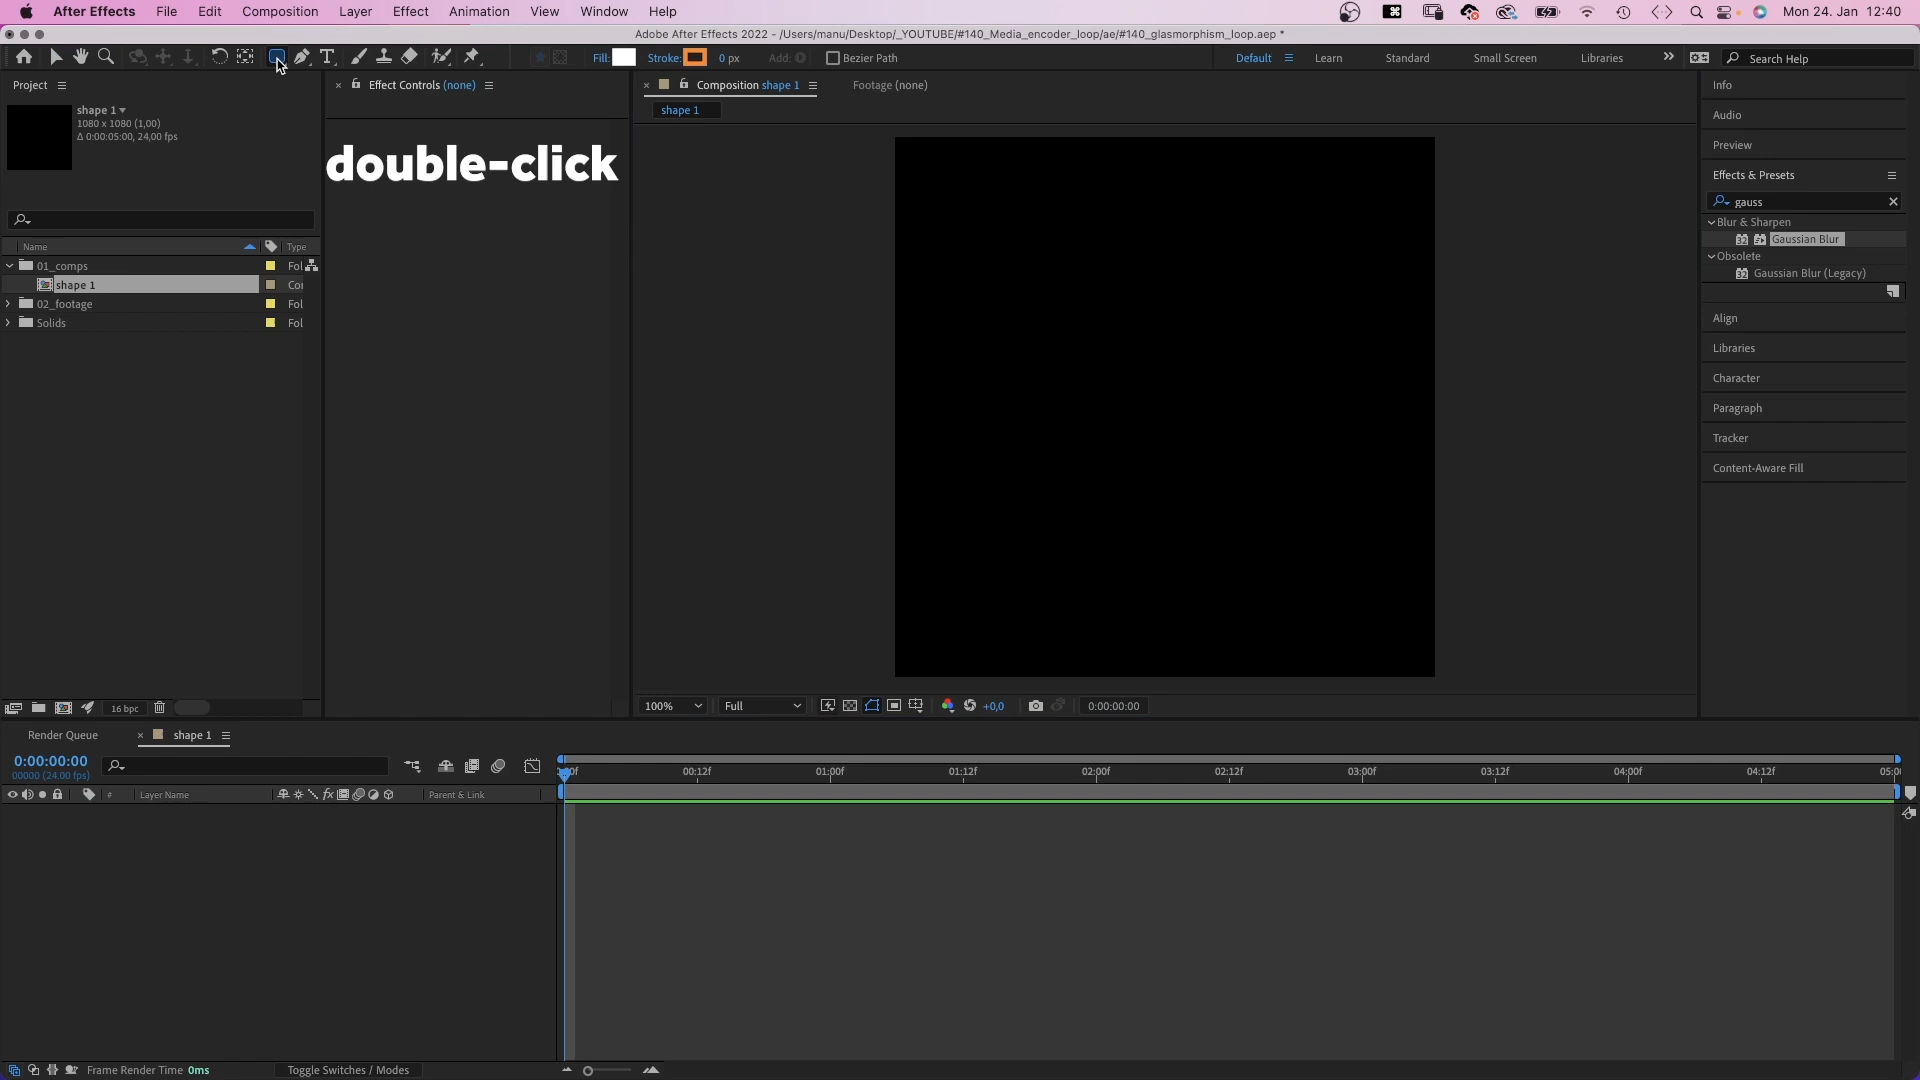 After Effects File Edit Composition Layer Effect Animation View Window Help Mon 24. Jan 12:40
Adobe After Effects 2022 - /Users/manu/Desktop/_YOUTUBE/#140_Media_encoder_loop/ae/#140_glasmorphism_loop.aep *
Fill: Stroke: 0 px Add: Bezier Path Default Learn Standard Small Screen Libraries Search Help
Project Effect Controls (none) Composition shape 1 Footage (none) Info
shape 1
1080 x 1080 (1,00)
Δ 0:00:05:00, 24,00 fps
shape 1
double-click
Audio
Preview
Effects & Presets
gauss
Blur & Sharpen
32 Gaussian Blur
Obsolete
32 Gaussian Blur (Legacy)
Align
Libraries
Character
Paragraph
Tracker
Content-Aware Fill
Name Type
01_comps Fol
shape 1 Cor
02_footage Fol
Solids Fol
16 bpc 100% Full +0,0 0:00:00:00
Render Queue shape 1
0:00:00:00
00000 (24.00 fps)
00:12f 01:00f 01:12f 02:00f 02:12f 03:00f 03:12f 04:00f 04:12f
# Layer Name fx Parent & Link
Frame Render Time 0ms Toggle Switches / Modes